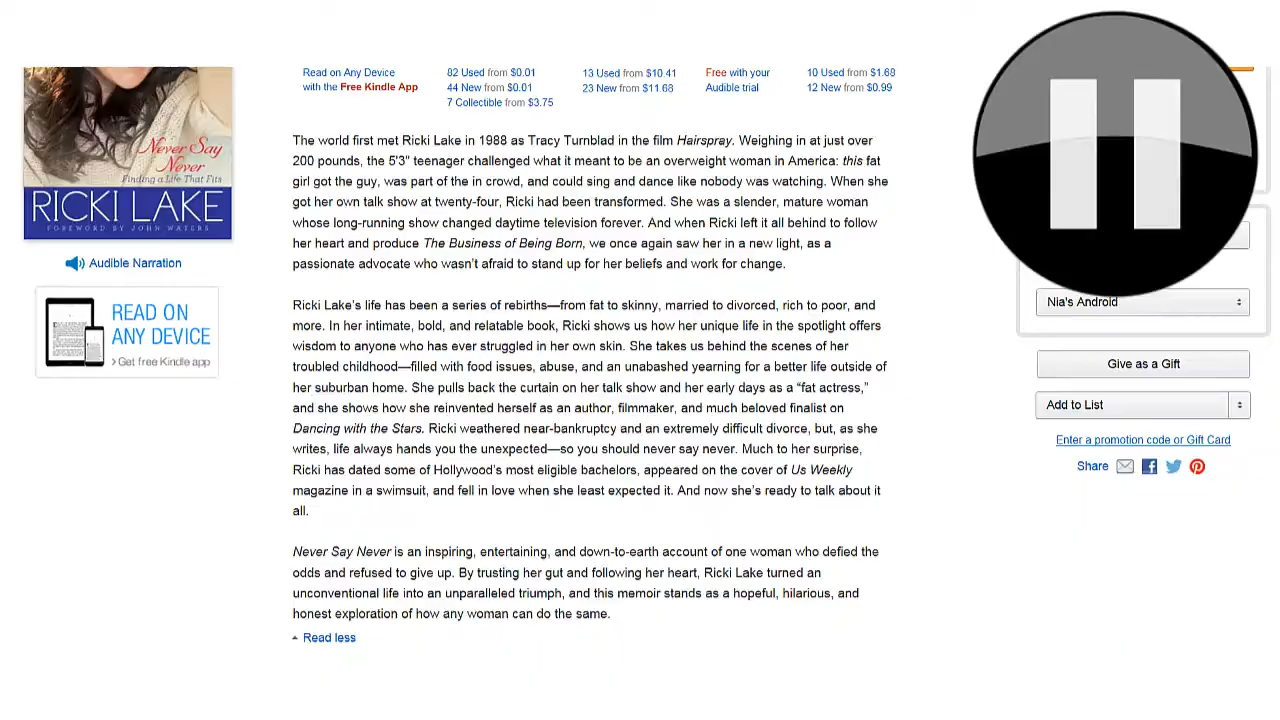 Never Say
Never
Finding a Life That Fits
RICKI LAKE
FOREWORD BY JOHN WATERS
Audible Narration
READ ON
ANY DEVICE
Get free Kindle app
Read on Any Device
with the Free Kindle App
82 Used from $0.01
44 New from $0.01
7 Collectible from $3.75
13 Used from $10.41
23 New from $11.68
Free with your
Audible trial
10 Used from $1.68
12 New from $0.99
The world first met Ricki Lake in 1988 as Tracy Turnblad in the film Hairspray. Weighing in at just over
200 pounds, the 5'3" teenager challenged what it meant to be an overweight woman in America: this fat
girl got the guy, was part of the in crowd, and could sing and dance like nobody was watching. When she
got her own talk show at twenty-four, Ricki had been transformed. She was a slender, mature woman
whose long-running show changed daytime television forever. And when Ricki left it all behind to follow
her heart and produce The Business of Being Born, we once again saw her in a new light, as a
passionate advocate who wasn’t afraid to stand up for her beliefs and work for change.
Ricki Lake’s life has been a series of rebirths—from fat to skinny, married to divorced, rich to poor, and
more. In her intimate, bold, and relatable book, Ricki shows us how her unique life in the spotlight offers
wisdom to anyone who has ever struggled in her own skin. She takes us behind the scenes of her
troubled childhood—filled with food issues, abuse, and an unabashed yearning for a better life outside of
her suburban home. She pulls back the curtain on her talk show and her early days as a “fat actress,”
and she shows how she reinvented herself as an author, filmmaker, and much beloved finalist on
Dancing with the Stars. Ricki weathered near-bankruptcy and an extremely difficult divorce, but, as she
writes, life always hands you the unexpected—so you should never say never. Much to her surprise,
Ricki has dated some of Hollywood’s most eligible bachelors, appeared on the cover of Us Weekly
magazine in a swimsuit, and fell in love when she least expected it. And now she’s ready to talk about it
all.
Never Say Never is an inspiring, entertaining, and down-to-earth account of one woman who defied the
odds and refused to give up. By trusting her gut and following her heart, Ricki Lake turned an
unconventional life into an unparalleled triumph, and this memoir stands as a hopeful, hilarious, and
honest exploration of how any woman can do the same.
Read less
Nia's Android
Give as a Gift
Add to List
Enter a promotion code or Gift Card
Share